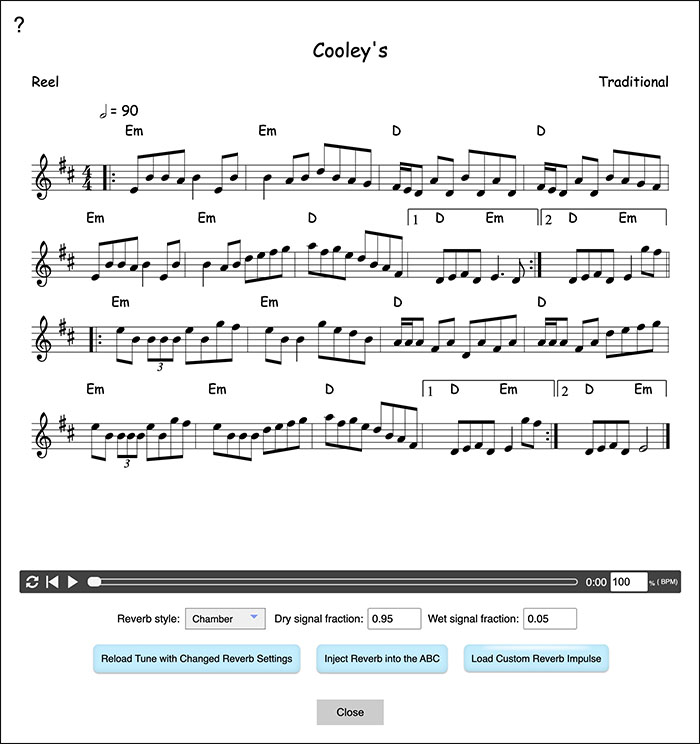 ?
Cooley's
Reel Traditional
= 90
Em Em D D
4
4
Em Em D 1 D Em 2 D Em
Em Em D D
3
Em Em D 1 D Em 2 D Em
3
0:00 100 % ( BPM)
Reverb style: Chamber Dry signal fraction: 0.95 Wet signal fraction: 0.05
Reload Tune with Changed Reverb Settings Inject Reverb into the ABC Load Custom Reverb Impulse
Close